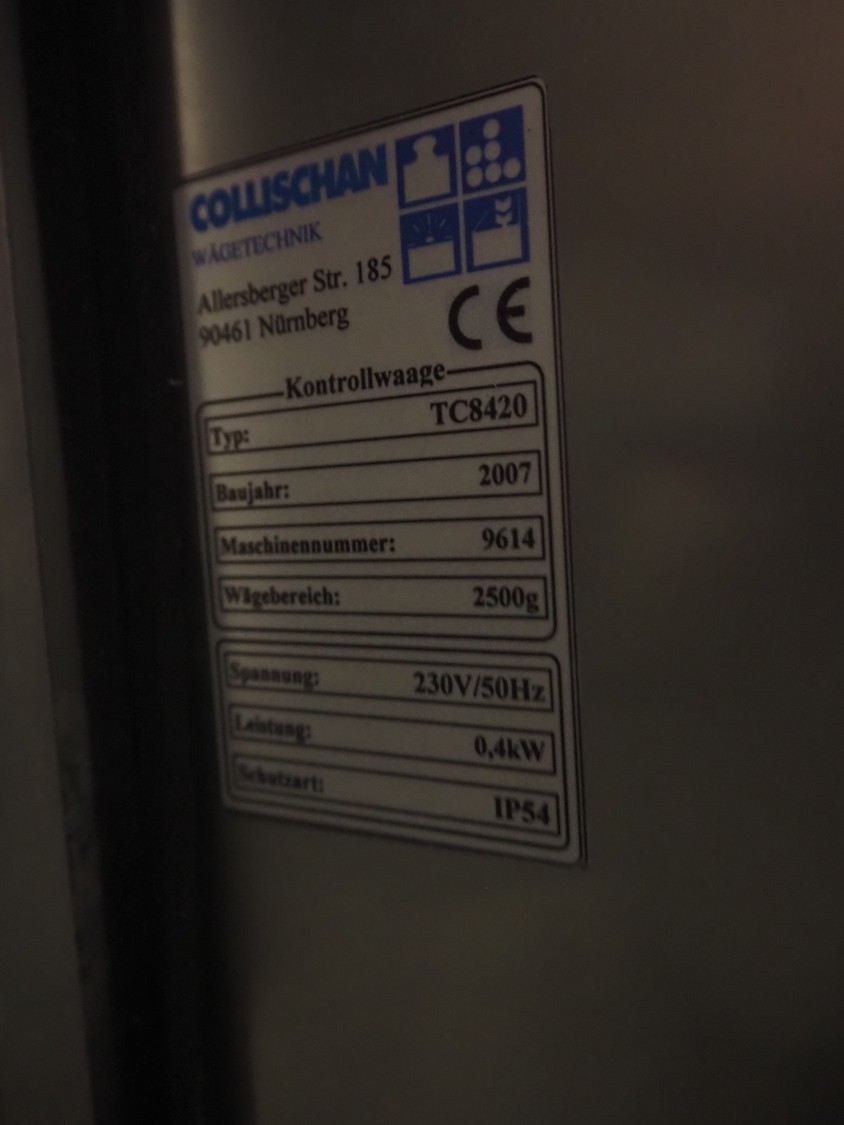 COLLISCHAN
WÄGETECHNIK
Allersberger Str. 185
90461 Nürnberg
CE
Kontrollwaage
Typ: TC8420
Baujahr: 2007
Maschinennummer: 9614
Wägebereich: 2500g
Spannung: 230V/50Hz
Leistung: 0,4kW
Schutzart: IP54